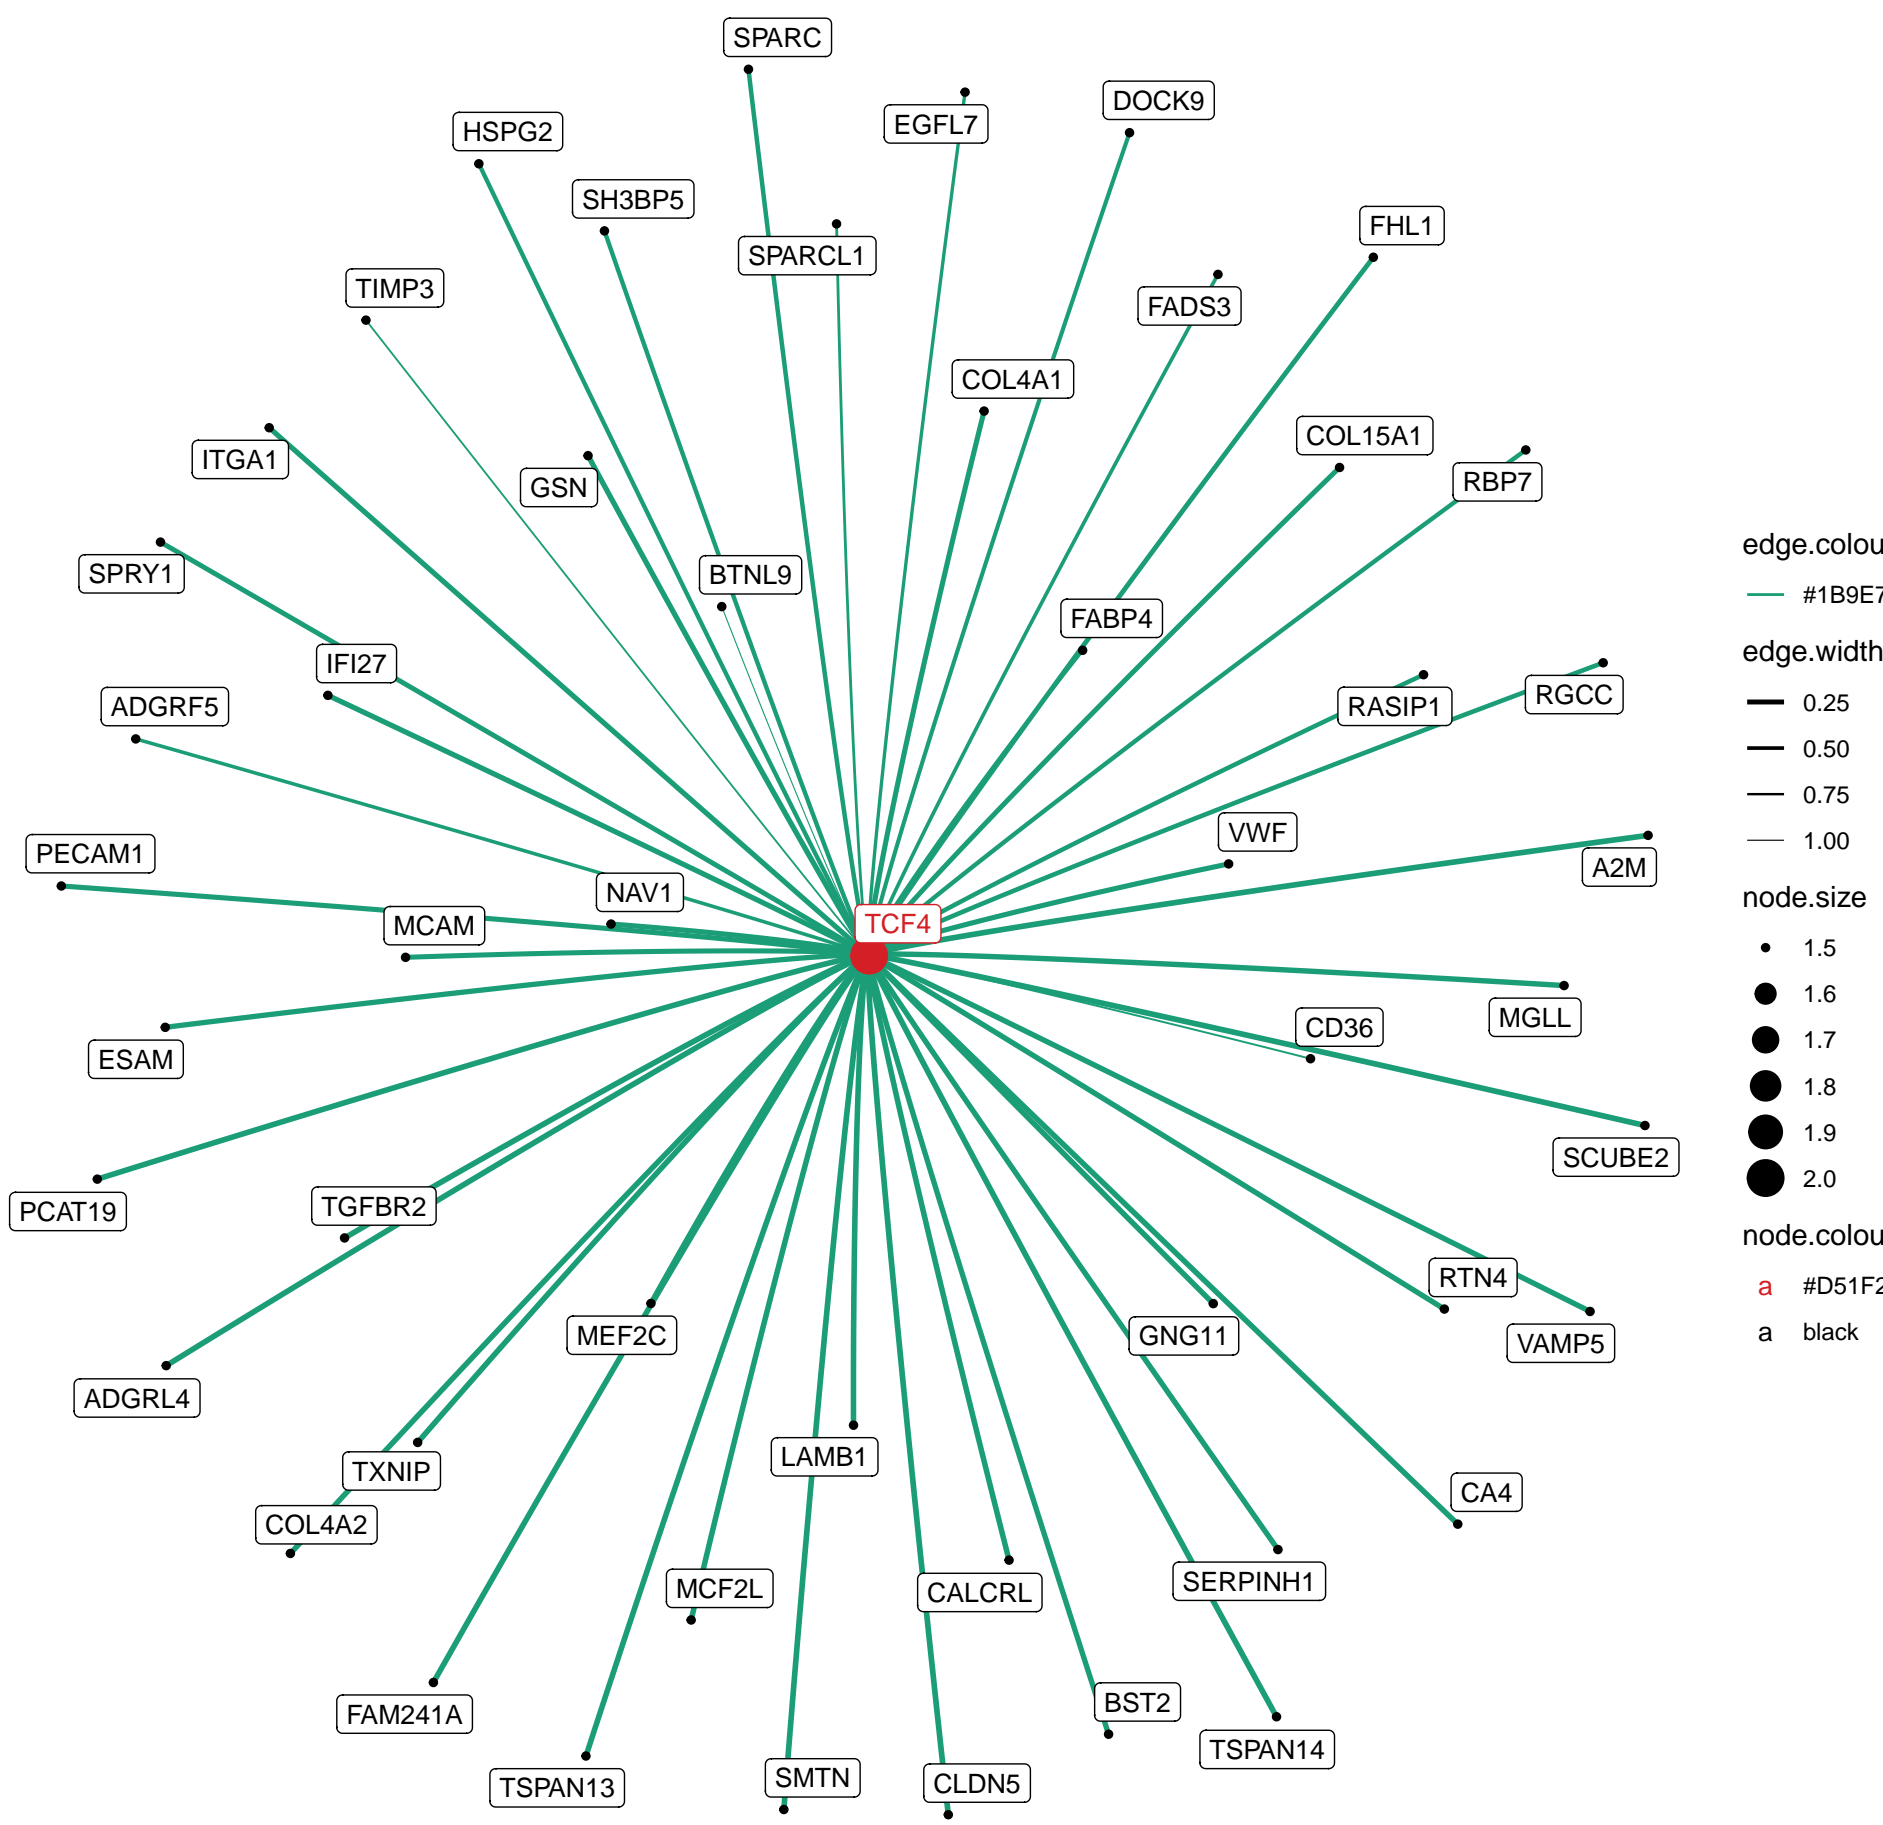 SPARC
DOCK9
EGFL7
HSPG2
SH3BP5
FHL1
SPARCL1
TIMP3
FADS3
COL4A1
COL15A1
ITGA1
RBP7
GSN
SPRY1
BTNL9
FABP4
IFI27
RGCC
ADGRF5
RASIP1
VWF
PECAM1
A2M
NAV1
TCF4
MCAM
MGLL
CD36
ESAM
SCUBE2
TGFBR2
PCAT19
RTN4
MEF2C
GNG11
VAMP5
ADGRL4
LAMB1
TXNIP
CA4
COL4A2
SERPINH1
MCF2L
CALCRL
BST2
FAM241A
TSPAN14
SMTN
CLDN5
TSPAN13
edge.colou
#1B9E7
edge.width
0.25
0.50
0.75
1.00
node.size
1.5
1.6
1.7
1.8
1.9
2.0
node.colou
a #D51F2
a black